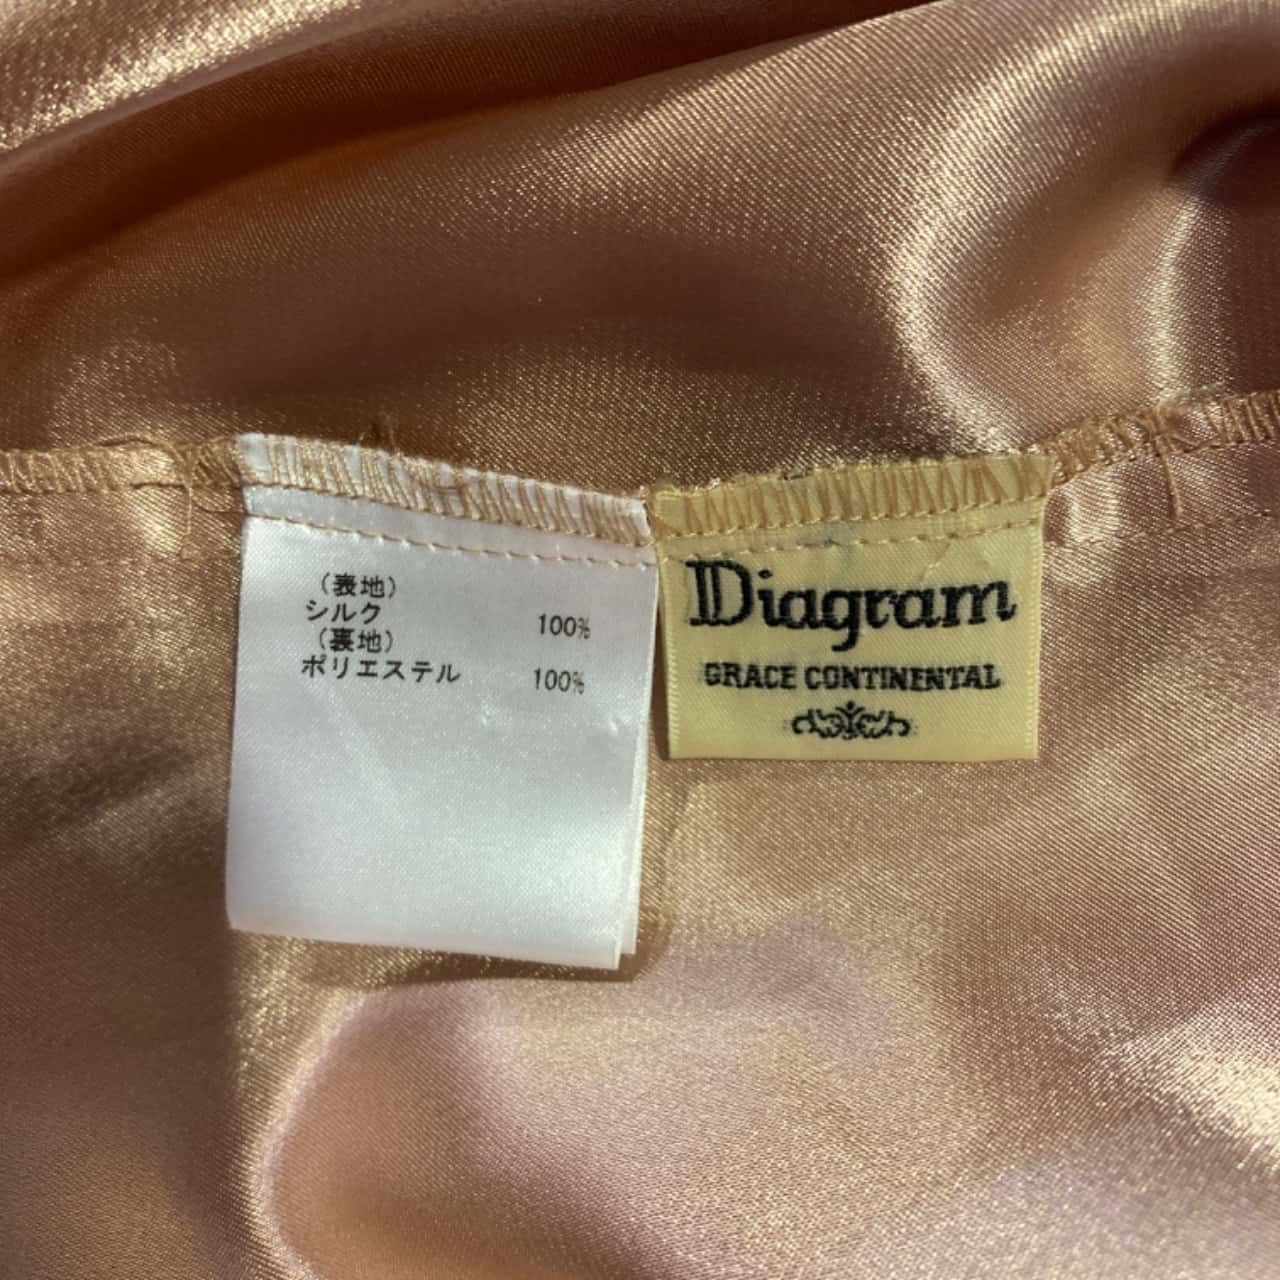 (表地)
シルク 100%
(裏地)
ポリエステル 100%
Diagram
GRACE CONTINENTAL